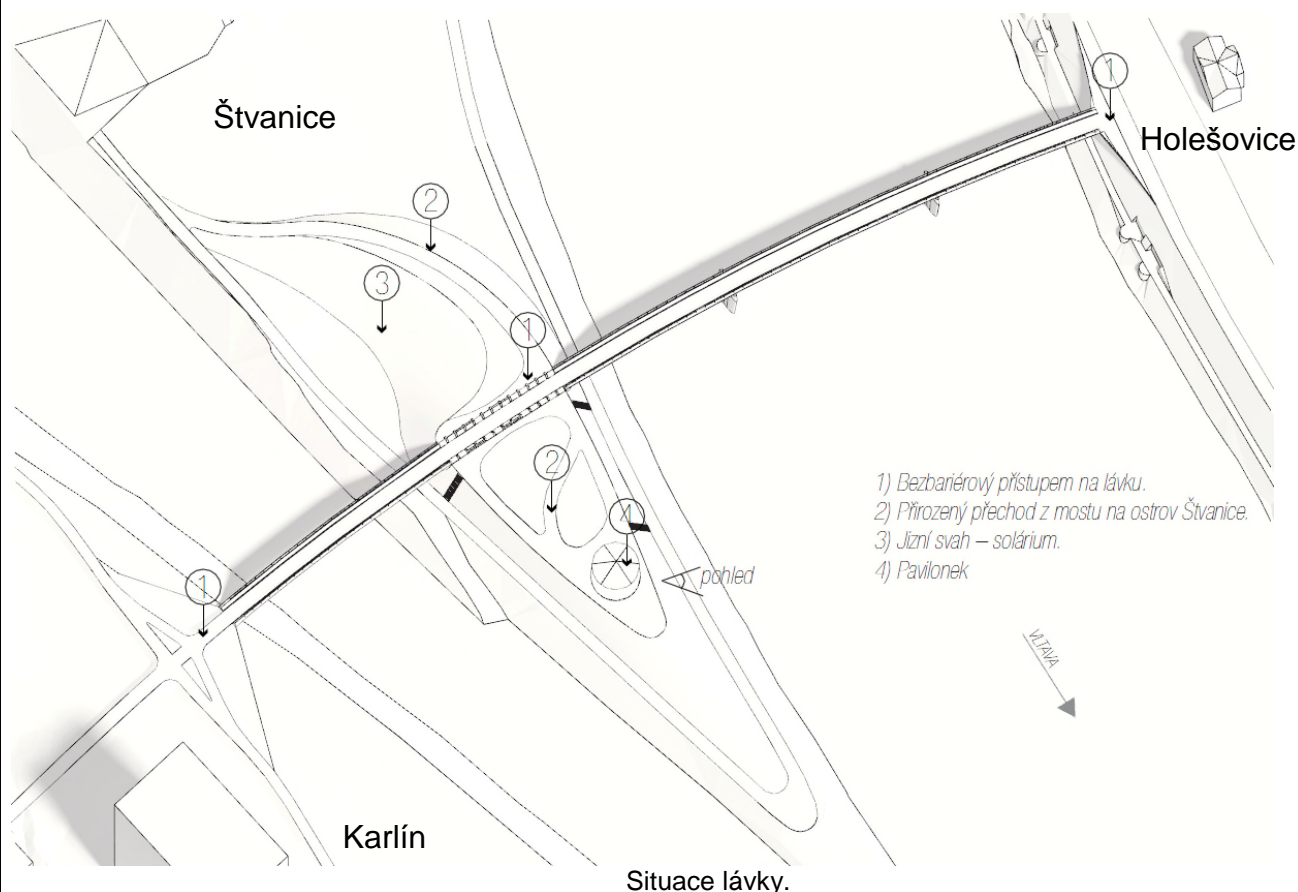 1
Štvanice
Holešovice
2
3
1
2
1) Bezbariérový přístupem na lávku.
2) Přirozený přechod z mostu na ostrov Štvanice.
3) Jizní svah – solárium.
4) Pavilonek
4
pohled
1
VLTAVA
Karlín
Situace lávky.